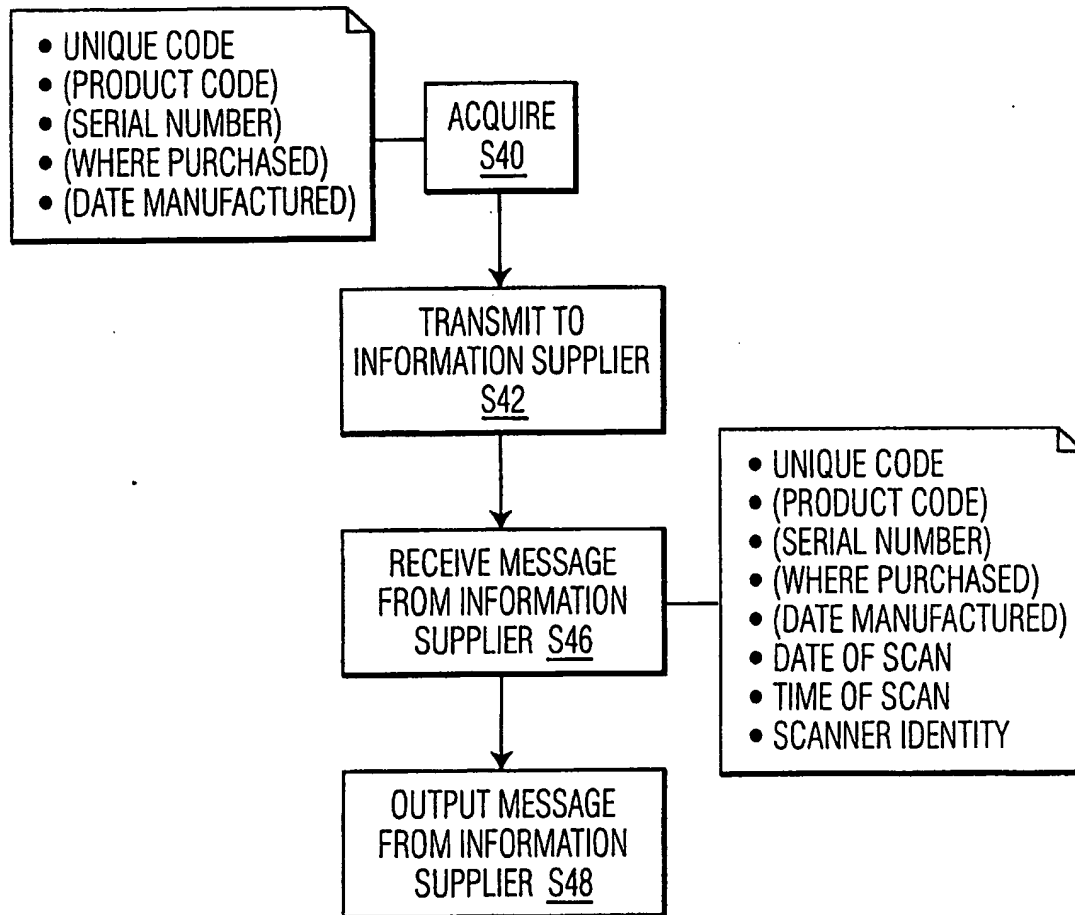 • UNIQUE CODE
• (PRODUCT CODE)
• (SERIAL NUMBER)
• (WHERE PURCHASED)
• (DATE MANUFACTURED)
ACQUIRE
S40
TRANSMIT TO
INFORMATION SUPPLIER
S42
RECEIVE MESSAGE
FROM INFORMATION
SUPPLIER S46
• UNIQUE CODE
• (PRODUCT CODE)
• (SERIAL NUMBER)
• (WHERE PURCHASED)
• (DATE MANUFACTURED)
• DATE OF SCAN
• TIME OF SCAN
• SCANNER IDENTITY
OUTPUT MESSAGE
FROM INFORMATION
SUPPLIER S48